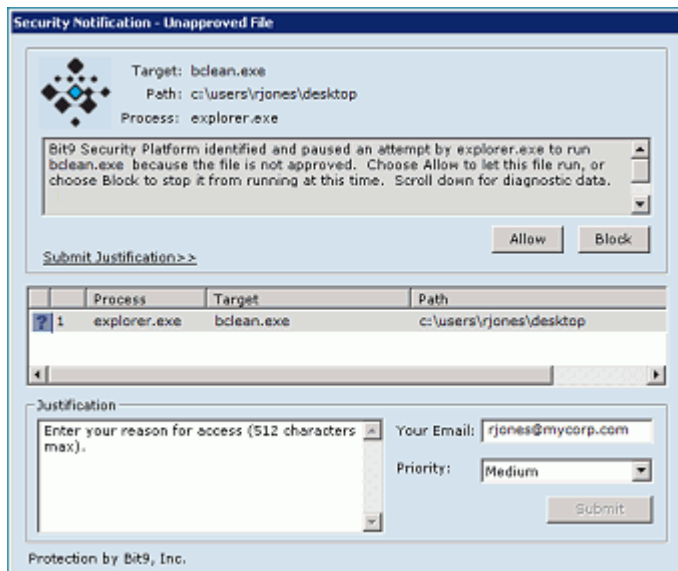 Security Notification - Unapproved File
Target: bclean.exe
Path: c:\users\rjones\desktop
Process: explorer.exe
Bit9 Security Platform identified and paused an attempt by explorer.exe to run
bclean.exe because the file is not approved. Choose Allow to let this file run, or
choose Block to stop it from running at this time. Scroll down for diagnostic data.
Allow Block
Submit Justification>>
Process Target Path
? 1 explorer.exe bclean.exe c:\users\rjones\desktop
Justification
Enter your reason for access (512 characters
max).
Your Email: rjones@mycorp.com
Priority: Medium
Submit
Protection by Bit9, Inc.